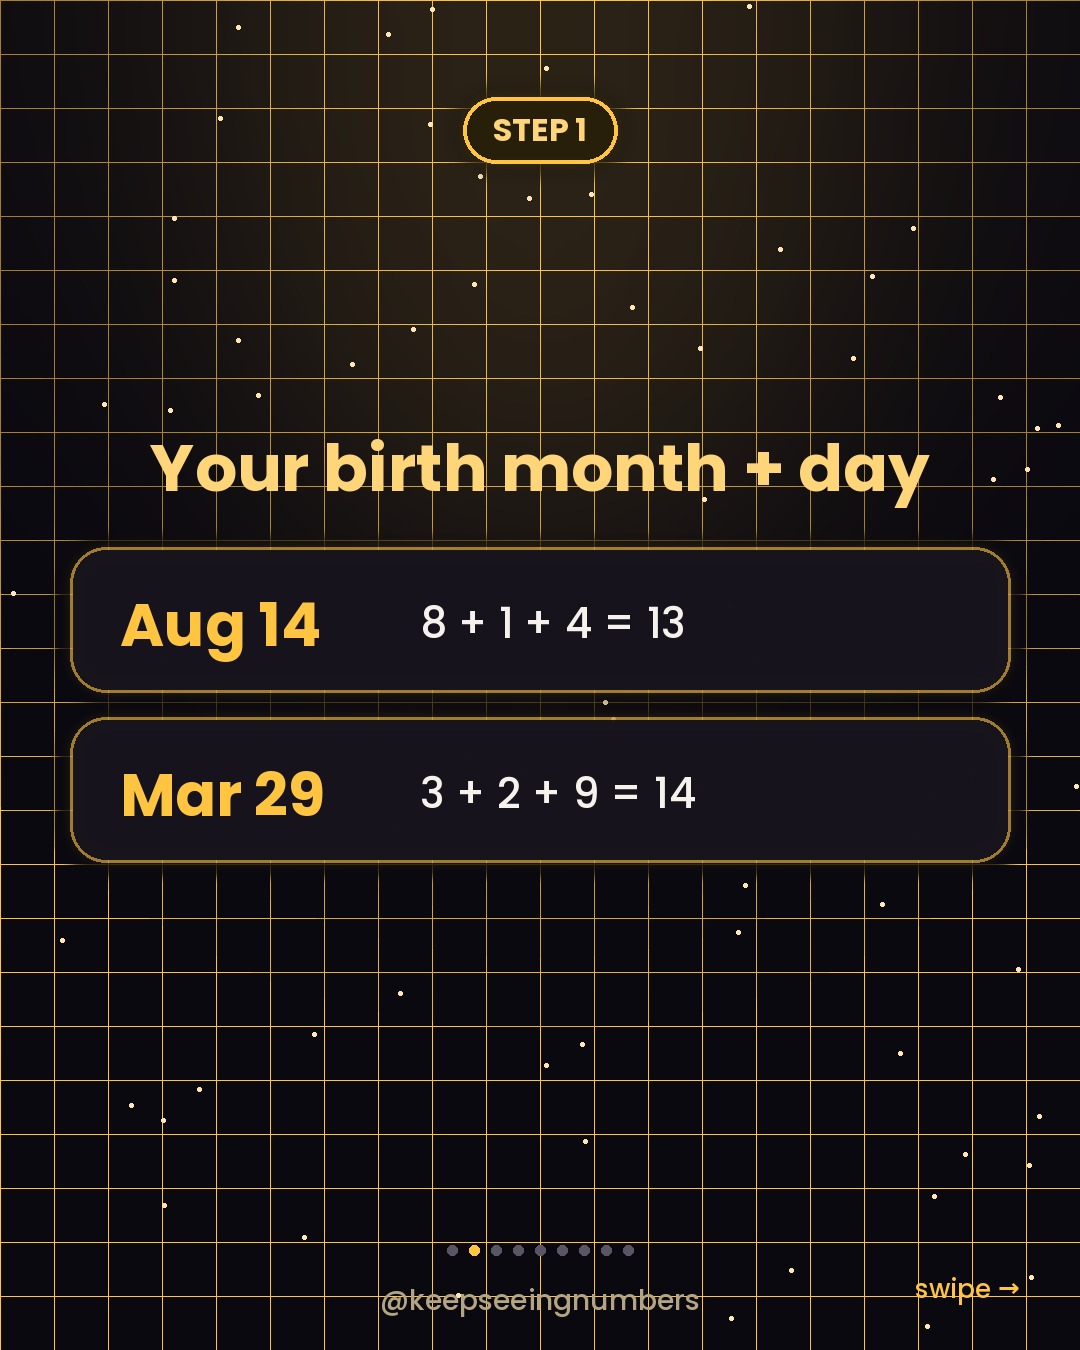 STEP 1
Your birth month + day
Aug 14 8 + 1 + 4 = 13
Mar 29 3 + 2 + 9 = 14
@keepseeingnumbers
swipe →